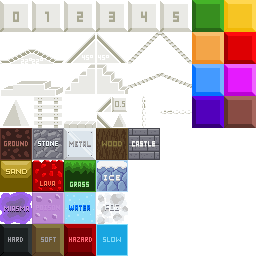 0 1 2 3 4 5
0.5
GROUND STONE METAL WOOD CASTLE
SAND LAVA GRASS ICE
MIASMA WATER
HARD SOFT HAZARD SLOW